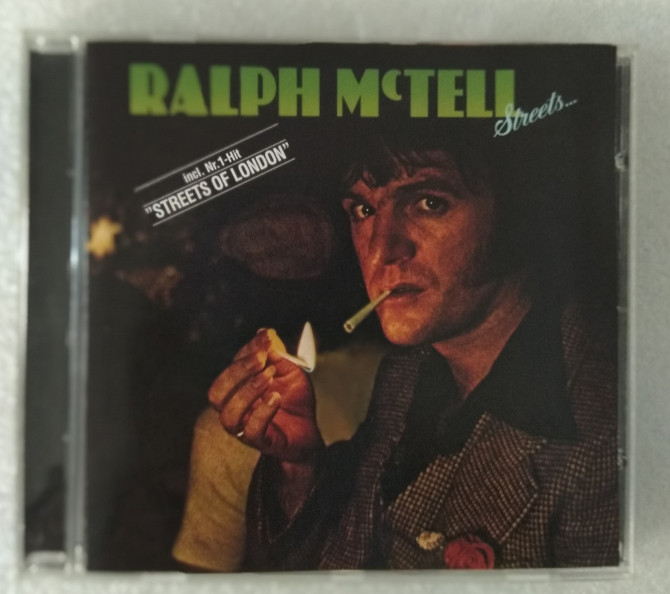 RALPH McTELL
Streets...
incl. Nr.1-Hit
"STREETS OF LONDON"